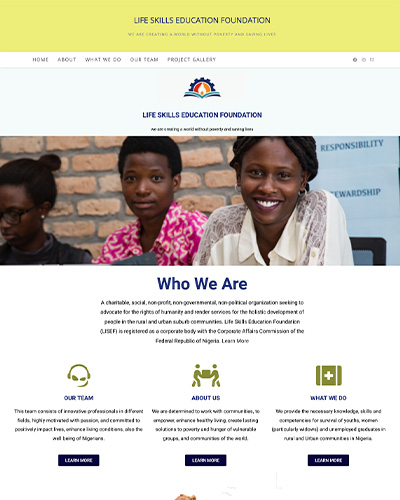 LIFE SKILLS EDUCATION FOUNDATION
WE ARE CREATING A WORLD WITHOUT POVERTY AND SAVING LIVES
HOME ABOUT WHAT WE DO OUR TEAM PROJECT GALLERY
LIFE SKILLS EDUCATION FOUNDATION
We are creating a world without poverty and saving lives
RESPONSIBILITY
STEWARDSHIP
Who We Are
A charitable, social, non-profit, non-governmental, non-political organization seeking to
advocate for the rights of humanity and render services for the holistic development of
people in the rural and urban suburb communities. Life Skills Education Foundation
(LISEF) is registered as a corporate body with the Corporate Affairs Commission of the
Federal Republic of Nigeria. Learn More
OUR TEAM
This team consists of innovative professionals in different
fields, highly motivated with passion, and committed to
positively impact lives, enhance living conditions, also the
well being of Nigerians.
LEARN MORE
ABOUT US
We are determined to work with communities, to
empower, enhance healthy living, create lasting
solutions to poverty and hunger of vulnerable
groups, and communities of the world.
LEARN MORE
WHAT WE DO
We provide the necessary knowledge, skills and
competencies for survival of youths, women
(particularly widows) and unemployed graduates in
rural and Urban communities in Nigeria.
LEARN MORE